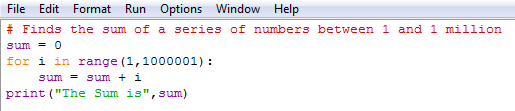 File Edit Format Run Options Window Help
# Finds the sum of a series of numbers between 1 and 1 million
sum = 0
for i in range(1,1000001):
    sum = sum + i
print("The Sum is",sum)